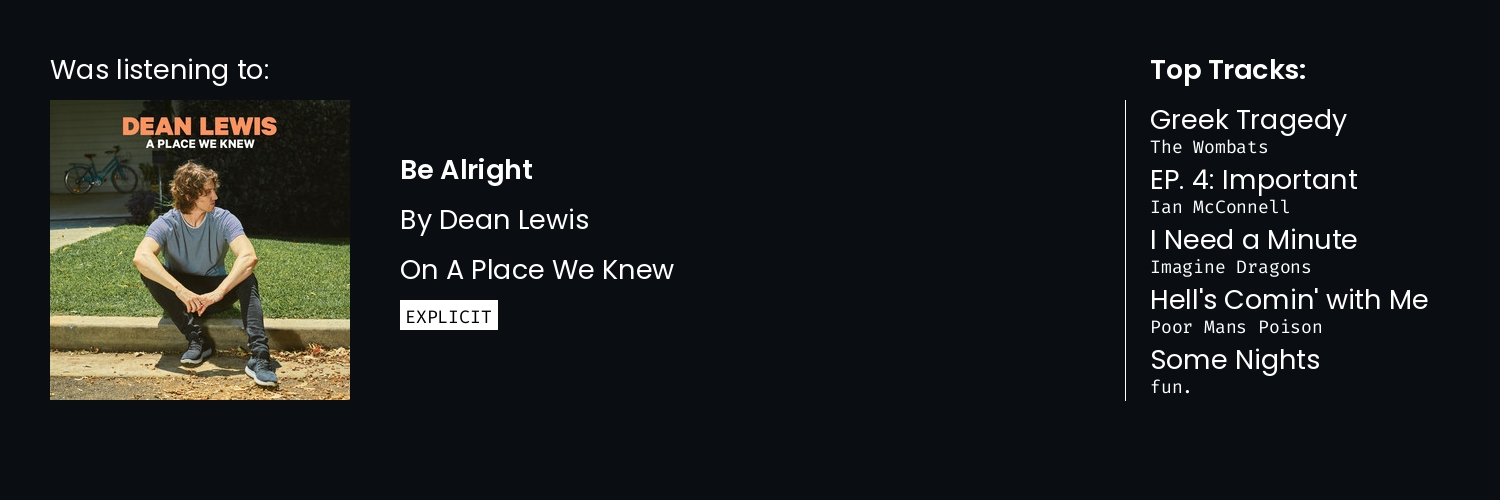 Was listening to:
DEAN LEWIS
A PLACE WE KNEW
Be Alright
By Dean Lewis
On A Place We Knew
EXPLICIT
Top Tracks:
Greek Tragedy
The Wombats
EP. 4: Important
Ian McConnell
I Need a Minute
Imagine Dragons
Hell's Comin' with Me
Poor Mans Poison
Some Nights
fun.